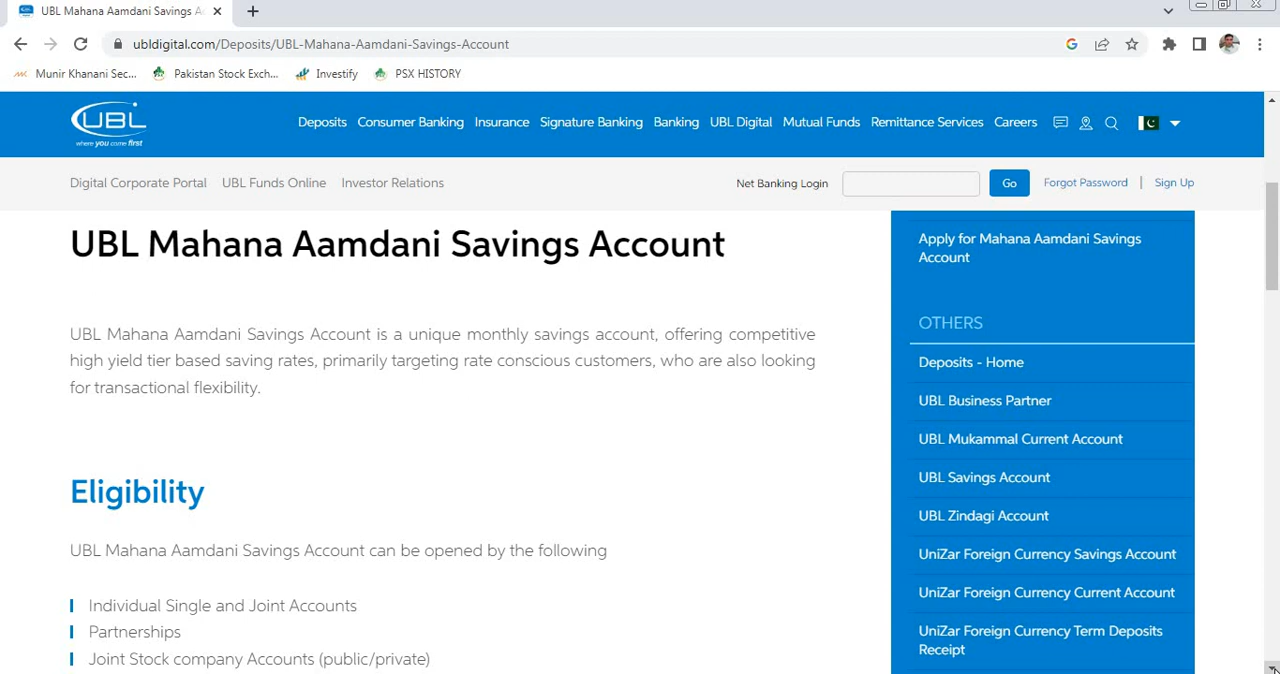 UBL Mahana Aamdani Savings A
ubldigital.com/Deposits/UBL-Mahana-Aamdani-Savings-Account
Munir Khanani Sec... Pakistan Stock Exch... Investify PSX HISTORY
UBL
where you come first
Deposits Consumer Banking Insurance Signature Banking Banking UBL Digital Mutual Funds Remittance Services Careers
Digital Corporate Portal UBL Funds Online Investor Relations Net Banking Login Go Forgot Password | Sign Up
UBL Mahana Aamdani Savings Account
UBL Mahana Aamdani Savings Account is a unique monthly savings account, offering competitive
high yield tier based saving rates, primarily targeting rate conscious customers, who are also looking
for transactional flexibility.
Eligibility
UBL Mahana Aamdani Savings Account can be opened by the following
Individual Single and Joint Accounts
Partnerships
Joint Stock company Accounts (public/private)
Apply for Mahana Aamdani Savings
Account
OTHERS
Deposits - Home
UBL Business Partner
UBL Mukammal Current Account
UBL Savings Account
UBL Zindagi Account
UniZar Foreign Currency Savings Account
UniZar Foreign Currency Current Account
UniZar Foreign Currency Term Deposits
Receipt